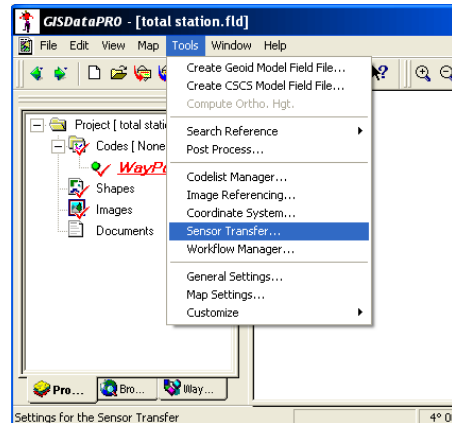 GISDataPRO - [total station.fld]
File Edit View Map Tools Window Help
Create Geoid Model Field File...
Create CSCS Model Field File...
Compute Ortho. Hgt.
Search Reference
Post Process...
Codelist Manager...
Image Referencing...
Coordinate System...
Sensor Transfer...
Workflow Manager...
General Settings...
Map Settings...
Customize
Project [ total stati
Codes [ None
WayPo
Shapes
Images
Documents
Pro... Bro... Way...
Settings for the Sensor Transfer
4° 0